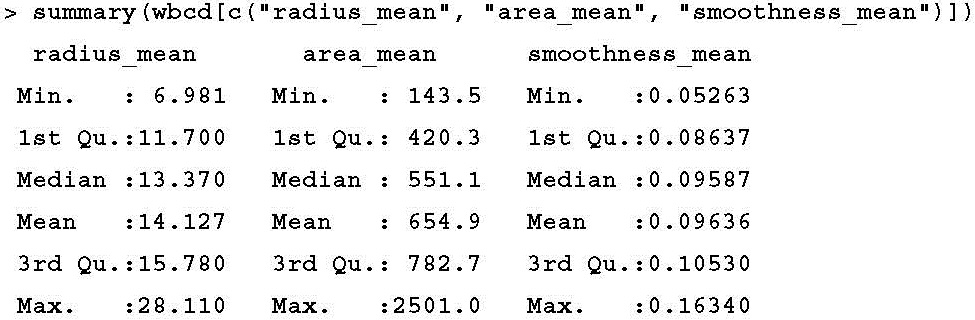 > summary(wbcd[c("radius_mean", "area_mean", "smoothness_mean")])
radius_mean area_mean smoothness_mean
Min. : 6.981 Min. : 143.5 Min. :0.05263
1st Qu.:11.700 1st Qu.: 420.3 1st Qu.:0.08637
Median :13.370 Median : 551.1 Median :0.09587
Mean :14.127 Mean : 654.9 Mean :0.09636
3rd Qu.:15.780 3rd Qu.: 782.7 3rd Qu.:0.10530
Max. :28.110 Max. :2501.0 Max. :0.16340